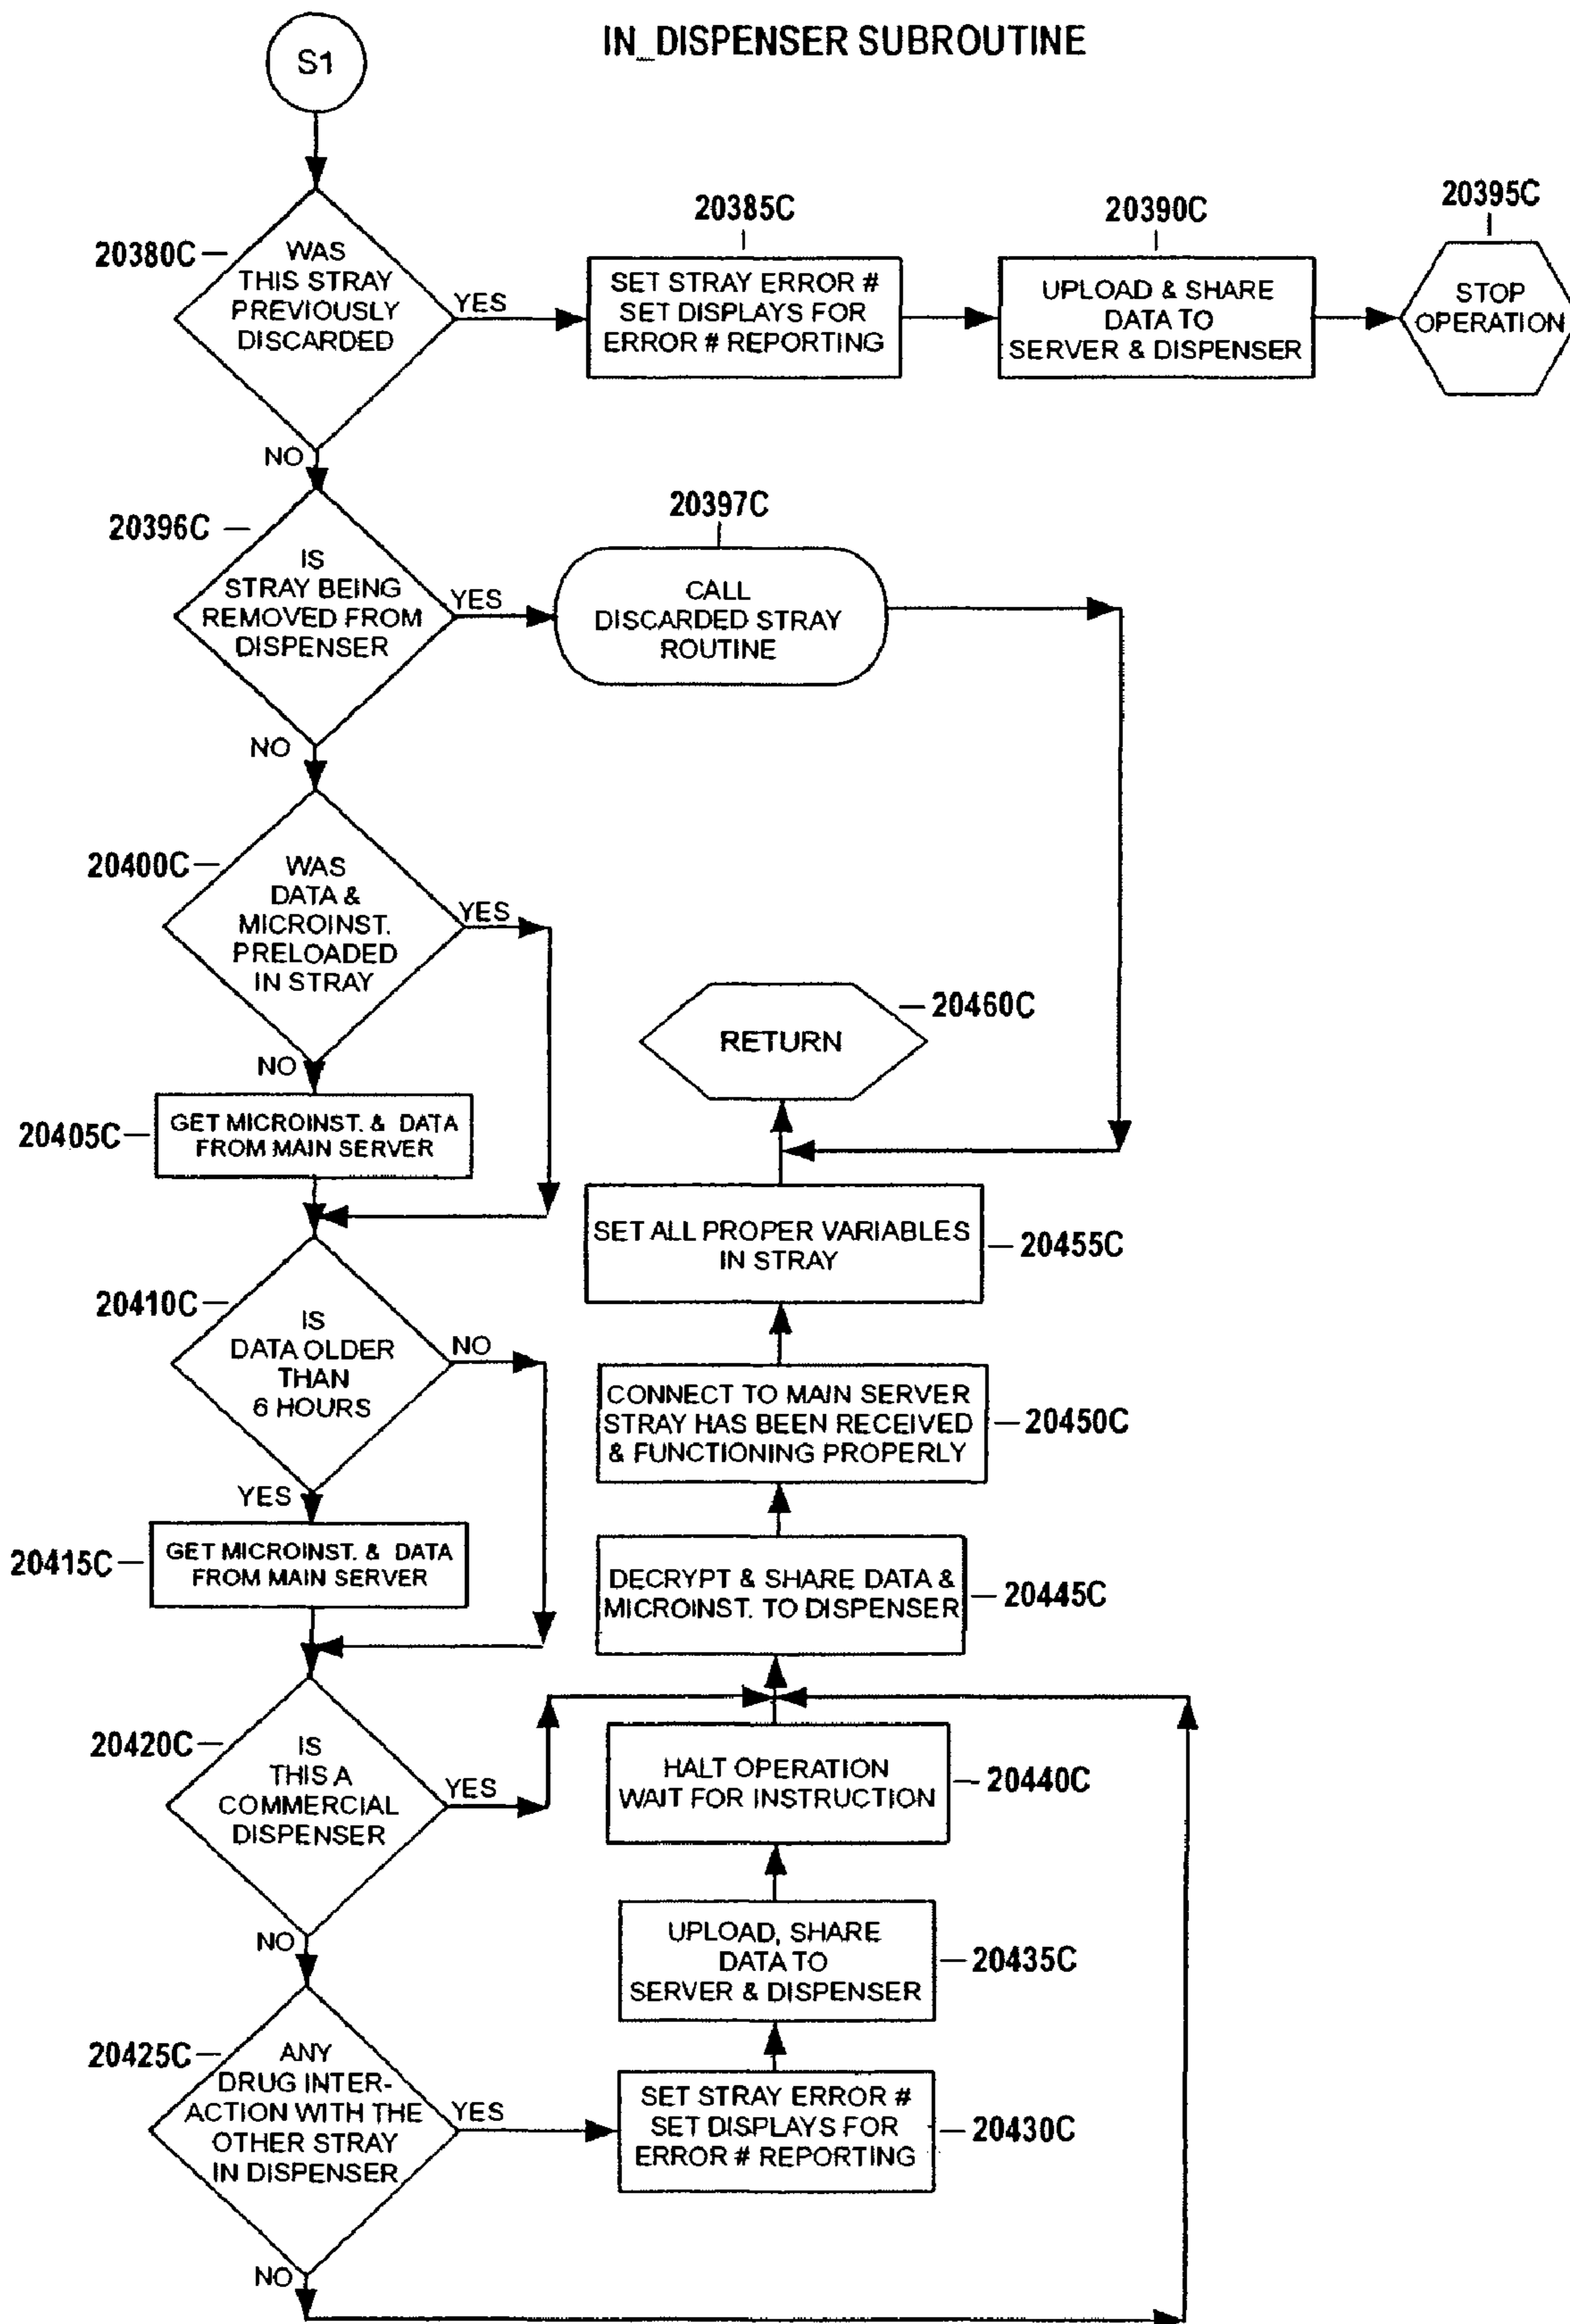 IN_DISPENSER SUBROUTINE
S1
20380C
WAS
THIS STRAY
PREVIOUSLY
DISCARDED
YES
NO
20385C
SET STRAY ERROR #
SET DISPLAYS FOR
ERROR # REPORTING
20390C
UPLOAD & SHARE
DATA TO
SERVER & DISPENSER
20395C
STOP
OPERATION
20396C
IS
STRAY BEING
REMOVED FROM
DISPENSER
YES
NO
20397C
CALL
DISCARDED STRAY
ROUTINE
20400C
WAS
DATA &
MICROINST.
PRELOADED
IN STRAY
YES
NO
20405C
GET MICROINST. & DATA
FROM MAIN SERVER
20410C
IS
DATA OLDER
THAN
6 HOURS
NO
YES
20415C
GET MICROINST. & DATA
FROM MAIN SERVER
20420C
IS
THIS A
COMMERCIAL
DISPENSER
YES
NO
20425C
ANY
DRUG INTER-
ACTION WITH THE
OTHER STRAY
IN DISPENSER
YES
NO
20460C
RETURN
SET ALL PROPER VARIABLES
IN STRAY
20455C
CONNECT TO MAIN SERVER
STRAY HAS BEEN RECEIVED
& FUNCTIONING PROPERLY
20450C
DECRYPT & SHARE DATA &
MICROINST. TO DISPENSER
20445C
HALT OPERATION
WAIT FOR INSTRUCTION
20440C
UPLOAD, SHARE
DATA TO
SERVER & DISPENSER
20435C
SET STRAY ERROR #
SET DISPLAYS FOR
ERROR # REPORTING
20430C